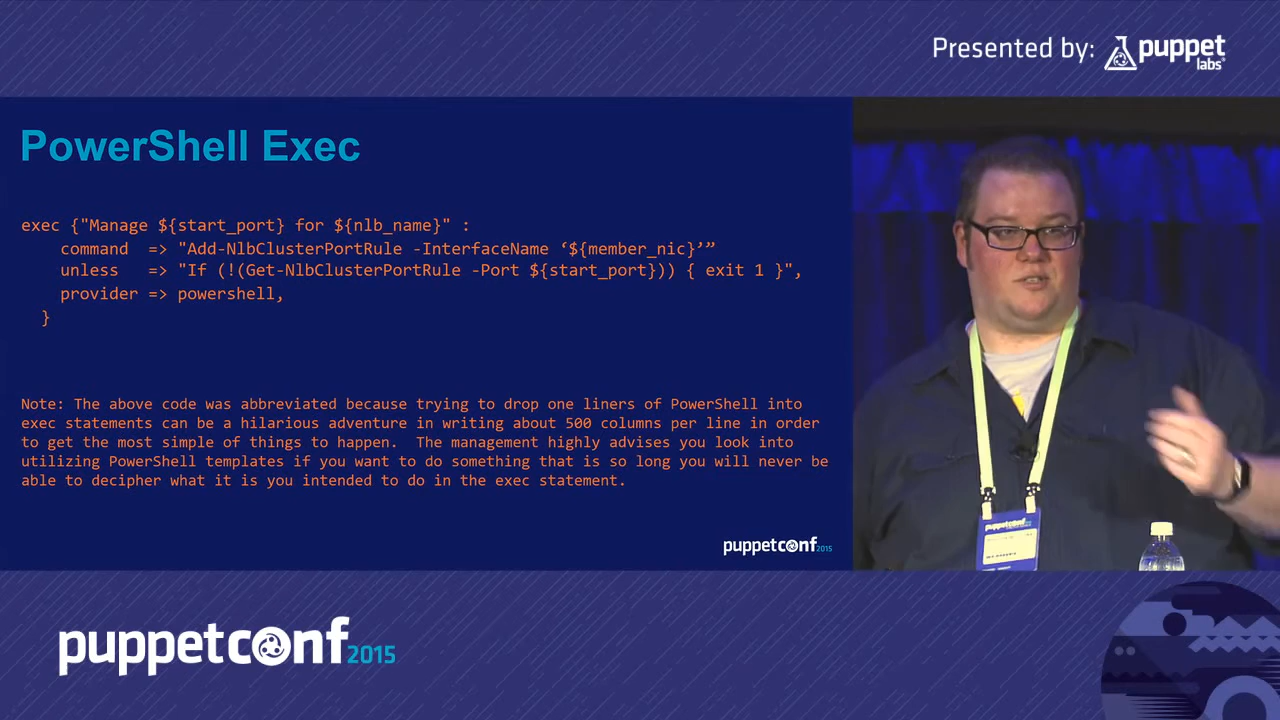 Presented by: puppet labs®
PowerShell Exec
exec {"Manage ${start_port} for ${nlb_name}" :
command => "Add-NlbClusterPortRule -InterfaceName ‘${member_nic}’”
unless => "If (!(Get-NlbClusterPortRule -Port ${start_port})) { exit 1 }",
provider => powershell,
}
Note: The above code was abbreviated because trying to drop one liners of PowerShell into
exec statements can be a hilarious adventure in writing about 500 columns per line in order
to get the most simple of things to happen. The management highly advises you look into
utilizing PowerShell templates if you want to do something that is so long you will never be
able to decipher what it is you intended to do in the exec statement.
puppetconf 2015
puppetconf
puppetconf 2015